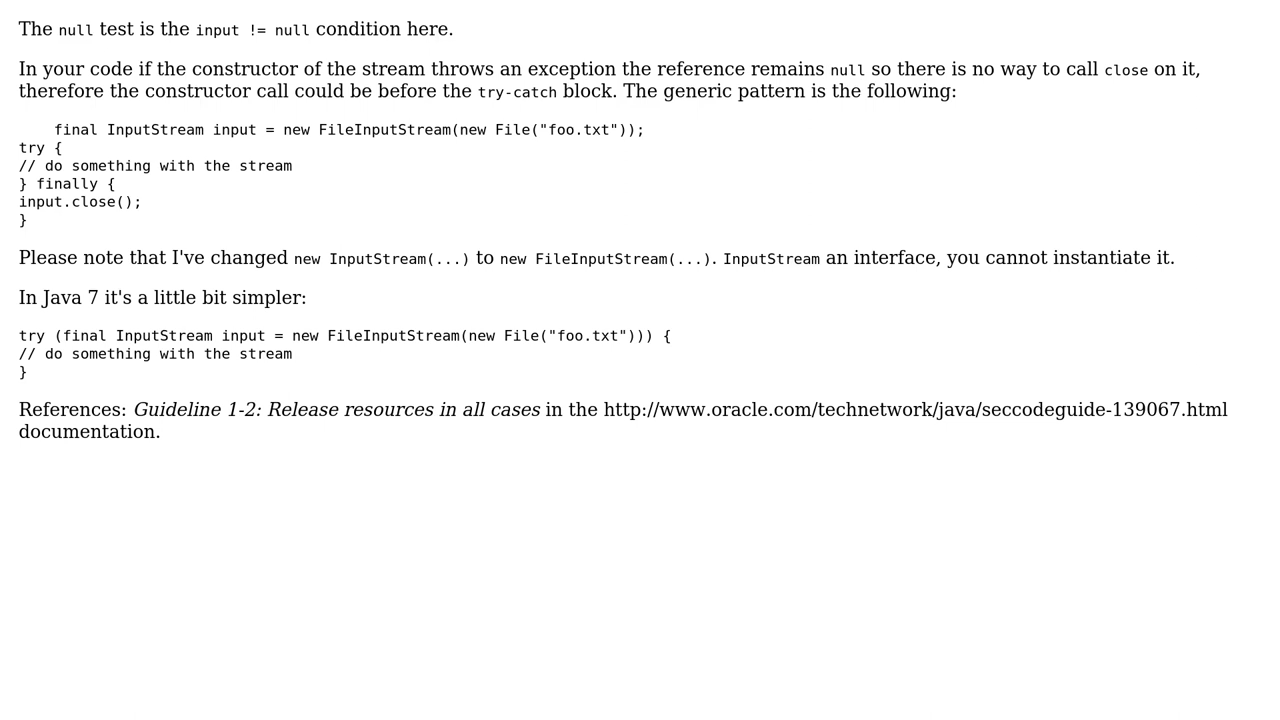 The null test is the input != null condition here.
In your code if the constructor of the stream throws an exception the reference remains null so there is no way to call close on it,
therefore the constructor call could be before the try-catch block. The generic pattern is the following:
final InputStream input = new FileInputStream(new File("foo.txt"));
try {
// do something with the stream
} finally {
input.close();
}
Please note that I've changed new InputStream(...) to new FileInputStream(...). InputStream an interface, you cannot instantiate it.
In Java 7 it's a little bit simpler:
try (final InputStream input = new FileInputStream(new File("foo.txt"))) {
// do something with the stream
}
References: Guideline 1-2: Release resources in all cases in the http://www.oracle.com/technetwork/java/seccodeguide-139067.html
documentation.